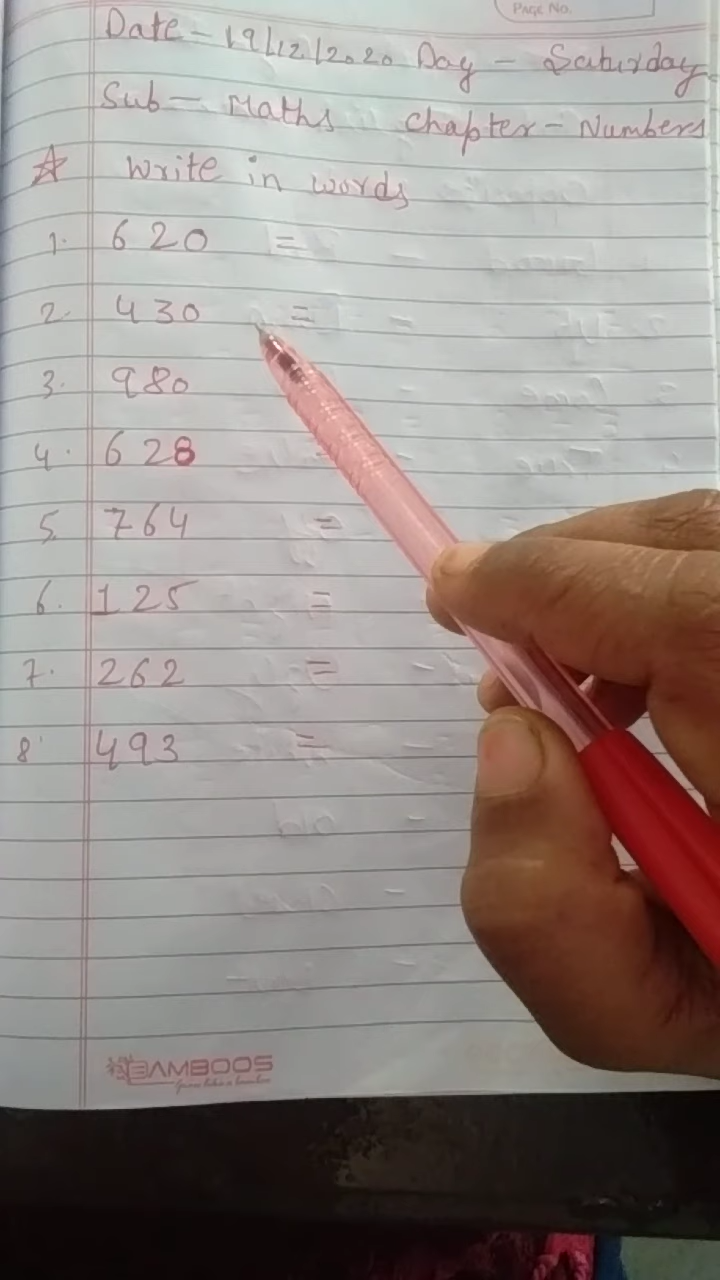 PAGE No.
Date - 19/12/2020 Day - Saturday
Sub - Maths Chapter - Numbers
☆ Write in words
1. 620 =
2. 430 =
3. 980
4. 628
5. 764 =
6. 125 =
7. 262 =
8. 493 =
BAMBOOS